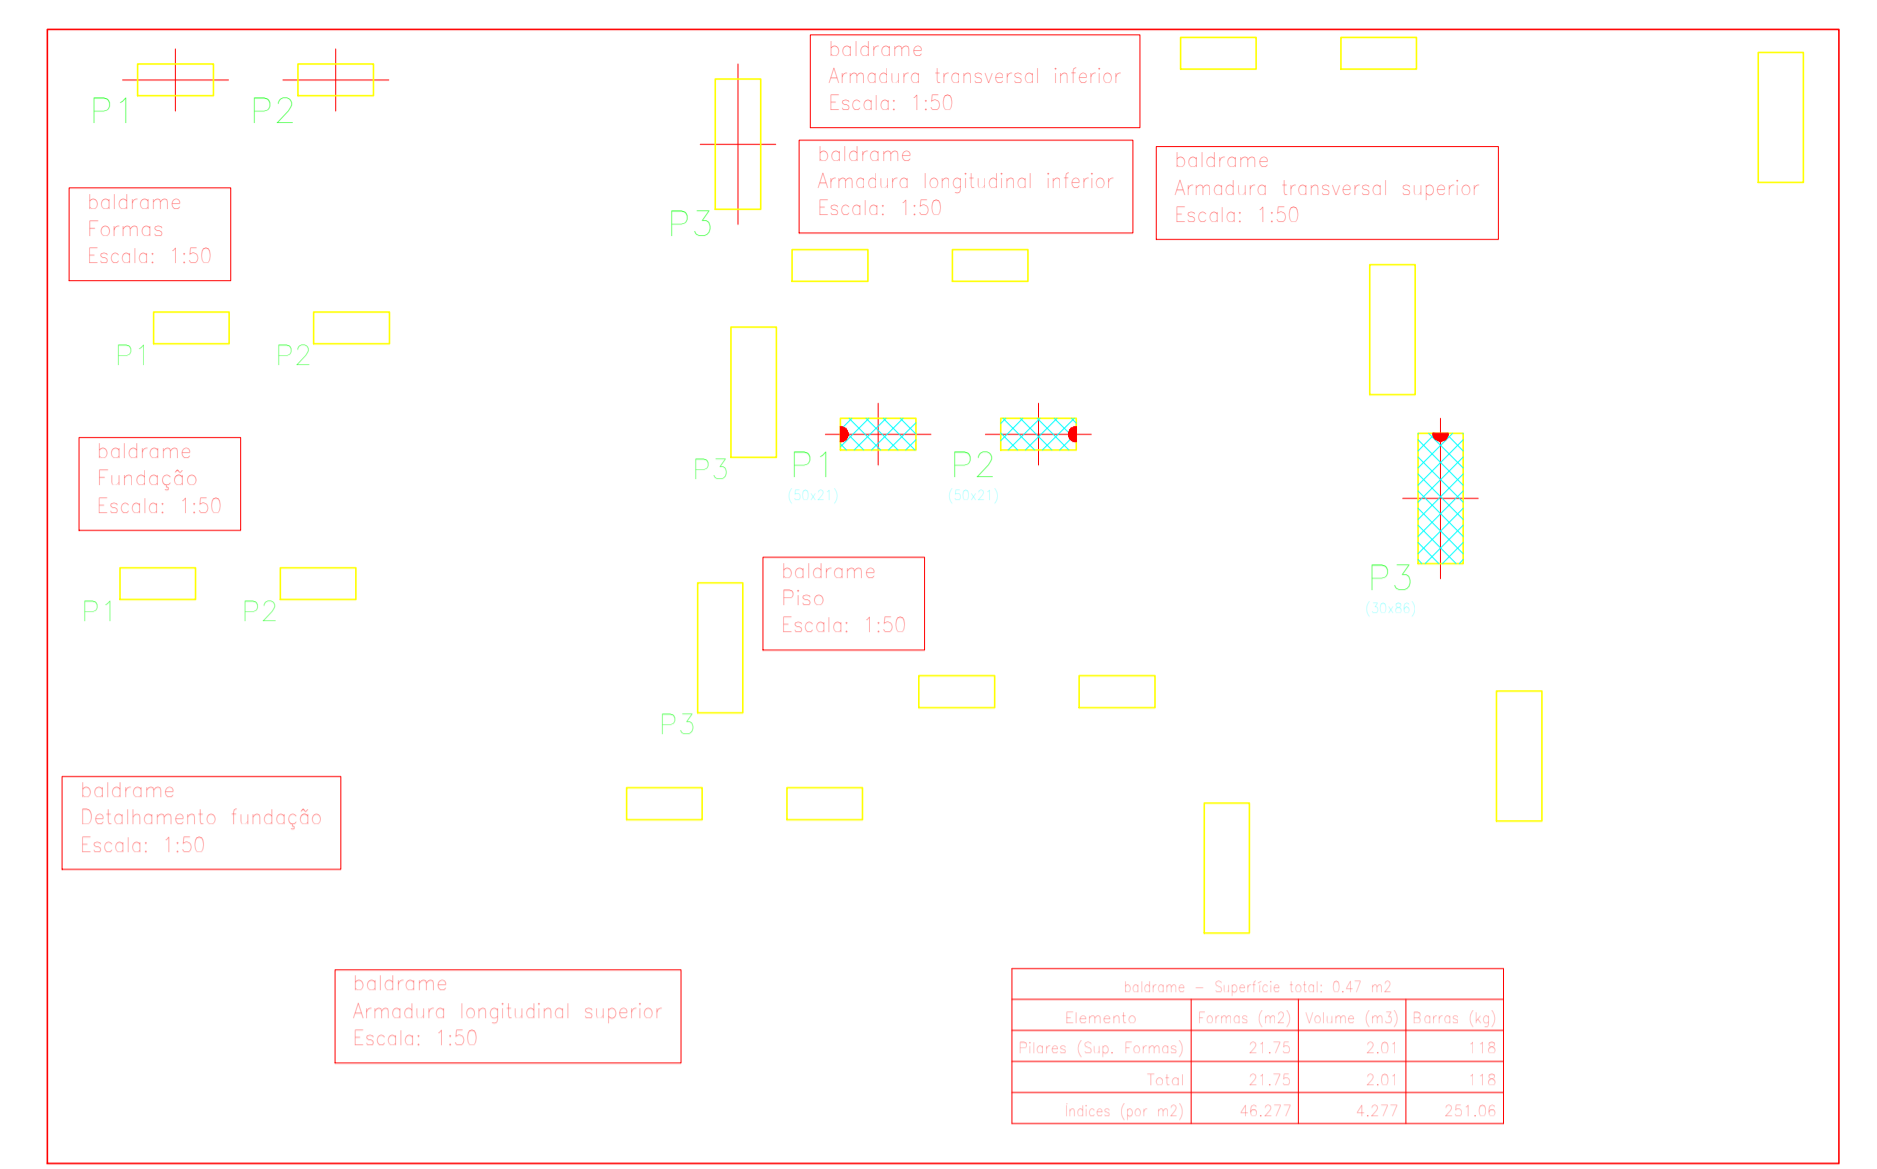 P1
P2
P3
baldrame
Formas
Escala: 1:50
P1
P2
P3
baldrame
Fundação
Escala: 1:50
P1
P2
P3
baldrame
Detalhamento fundação
Escala: 1:50
baldrame
Armadura longitudinal superior
Escala: 1:50
baldrame
Armadura transversal inferior
Escala: 1:50
baldrame
Armadura longitudinal inferior
Escala: 1:50
baldrame
Armadura transversal superior
Escala: 1:50
P1
(50x21)
P2
(50x21)
P3
(30x86)
baldrame
Piso
Escala: 1:50
baldrame - Superfície total: 0.47 m2
Elemento Formas (m2) Volume (m3) Barras (kg)
Pilares (Sup. Formas) 21.75 2.01 118
Total 21.75 2.01 118
Índices (por m2) 46.277 4.277 251.06